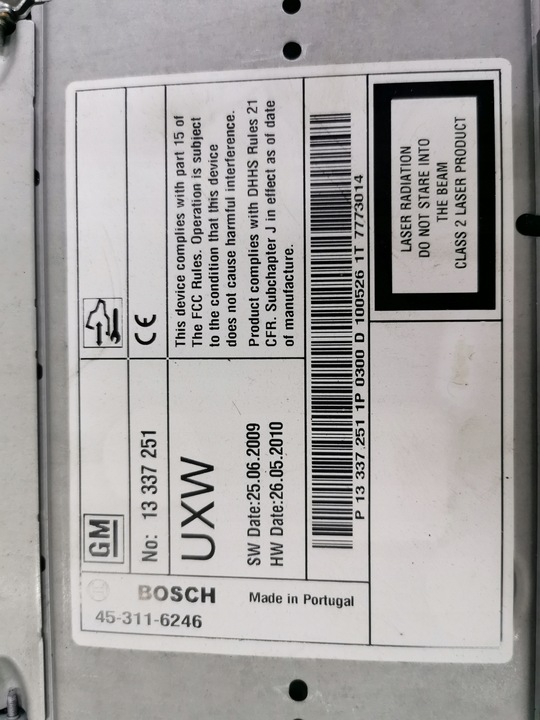 GM
No: 13 337 251
CE
UXW
SW Date:25.06.2009
HW Date:26.05.2010
This device complies with part 15 of
The FCC Rules. Operation is subject
to the condition that this device
does not cause harmful interference.
Product complies with DHHS Rules 21
CFR. Subchapter J in effect as of date
of manufacture.
P 13 337 251 1P 0300 D 100526 1T 7773014
LASER RADIATION
DO NOT STARE INTO
THE BEAM
CLASS 2 LASER PRODUCT
BOSCH
45-311-6246
Made in Portugal